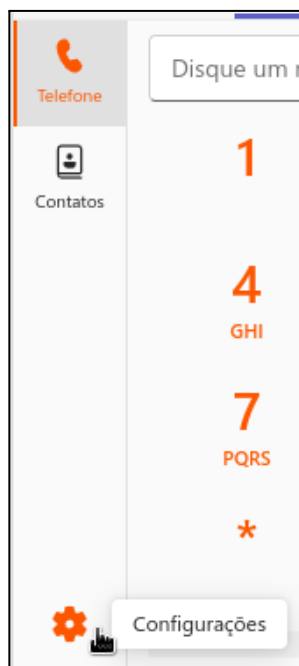 Telefone
Disque um
1
Contatos
4
GHI
7
PQRS
*
Configurações